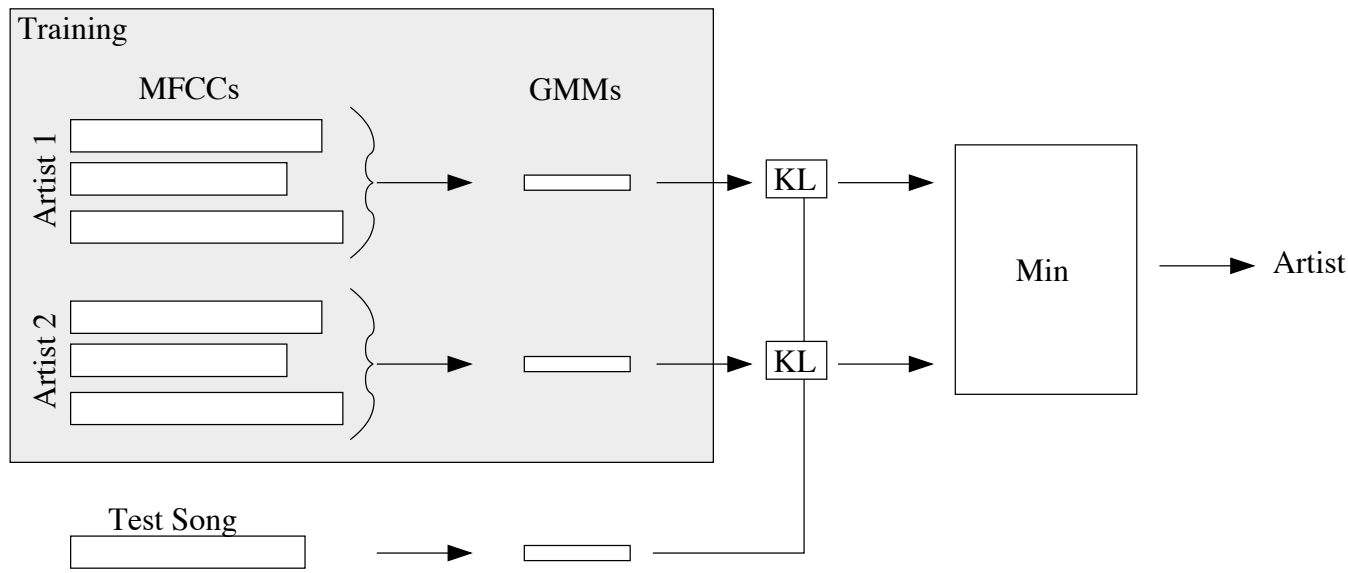 Training
MFCCs
GMMs
Artist 1
KL
Artist 2
KL
Min
Artist
Test Song